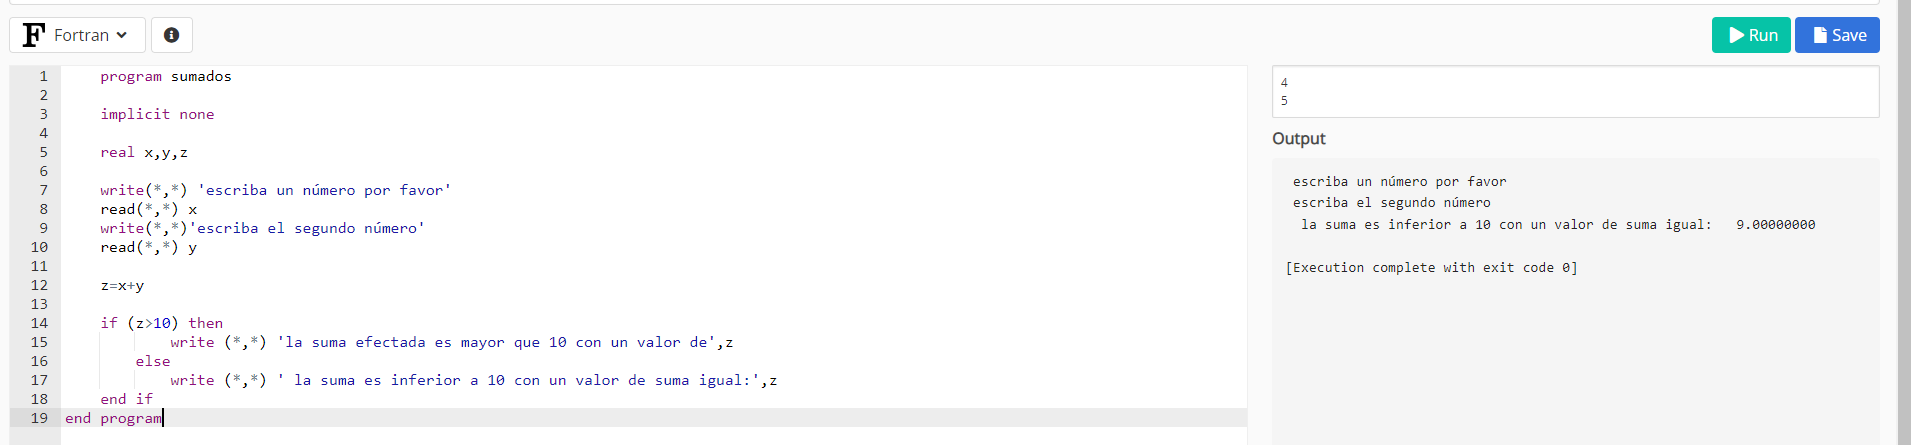 F Fortran
Run Save
1 program sumados
2
3 implicit none
4
5 real x,y,z
6
7 write(*,*) 'escriba un número por favor'
8 read(*,*) x
9 write(*,*)'escriba el segundo número'
10 read(*,*) y
11
12 z=x+y
13
14 if (z>10) then
15 write (*,*) 'la suma efectada es mayor que 10 con un valor de',z
16 else
17 write (*,*) ' la suma es inferior a 10 con un valor de suma igual:',z
18 end if
19 end program
4
5
Output
escriba un número por favor
escriba el segundo número
la suma es inferior a 10 con un valor de suma igual: 9.00000000
[Execution complete with exit code 0]